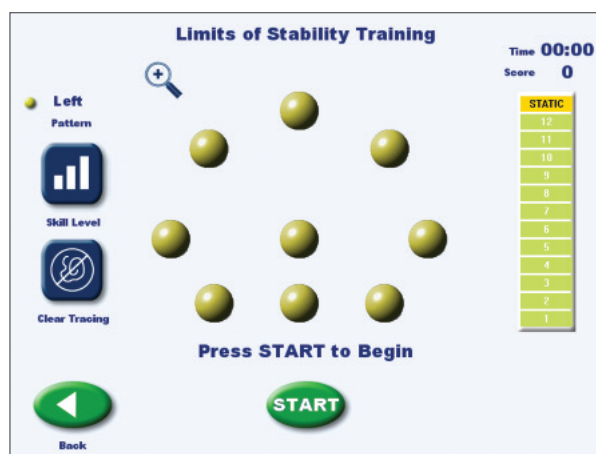 Limits of Stability Training
Time 00:00
Score 0
Left
Pattern
Skill Level
Clear Tracing
STATIC
12
11
10
9
8
7
6
5
4
3
2
1
Press START to Begin
START
Back